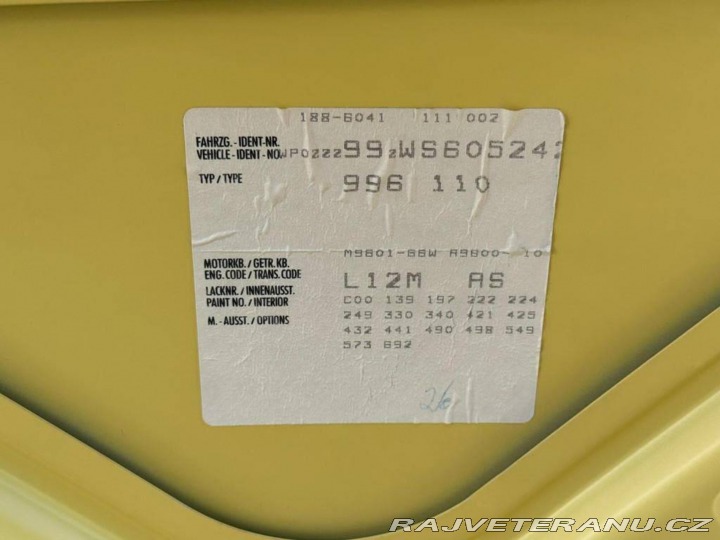 188-6041 111 002
FAHRZG.-IDENT-NR.
VEHICLE-IDENT-NO. WP0ZZZ99ZWS605242
TYP/TYPE 996 110
MOTORKB./GETR.KB. M9601-66W A9600- 10
ENG.CODE/TRANS.CODE
L12M AS
LACKNR./INNENAUSST.
PAINT NO./INTERIOR
C00 139 197 222 224
M.-AUSST./OPTIONS 249 330 340 421 425
432 441 490 498 549
573 692
26
RAJVETERANU.CZ